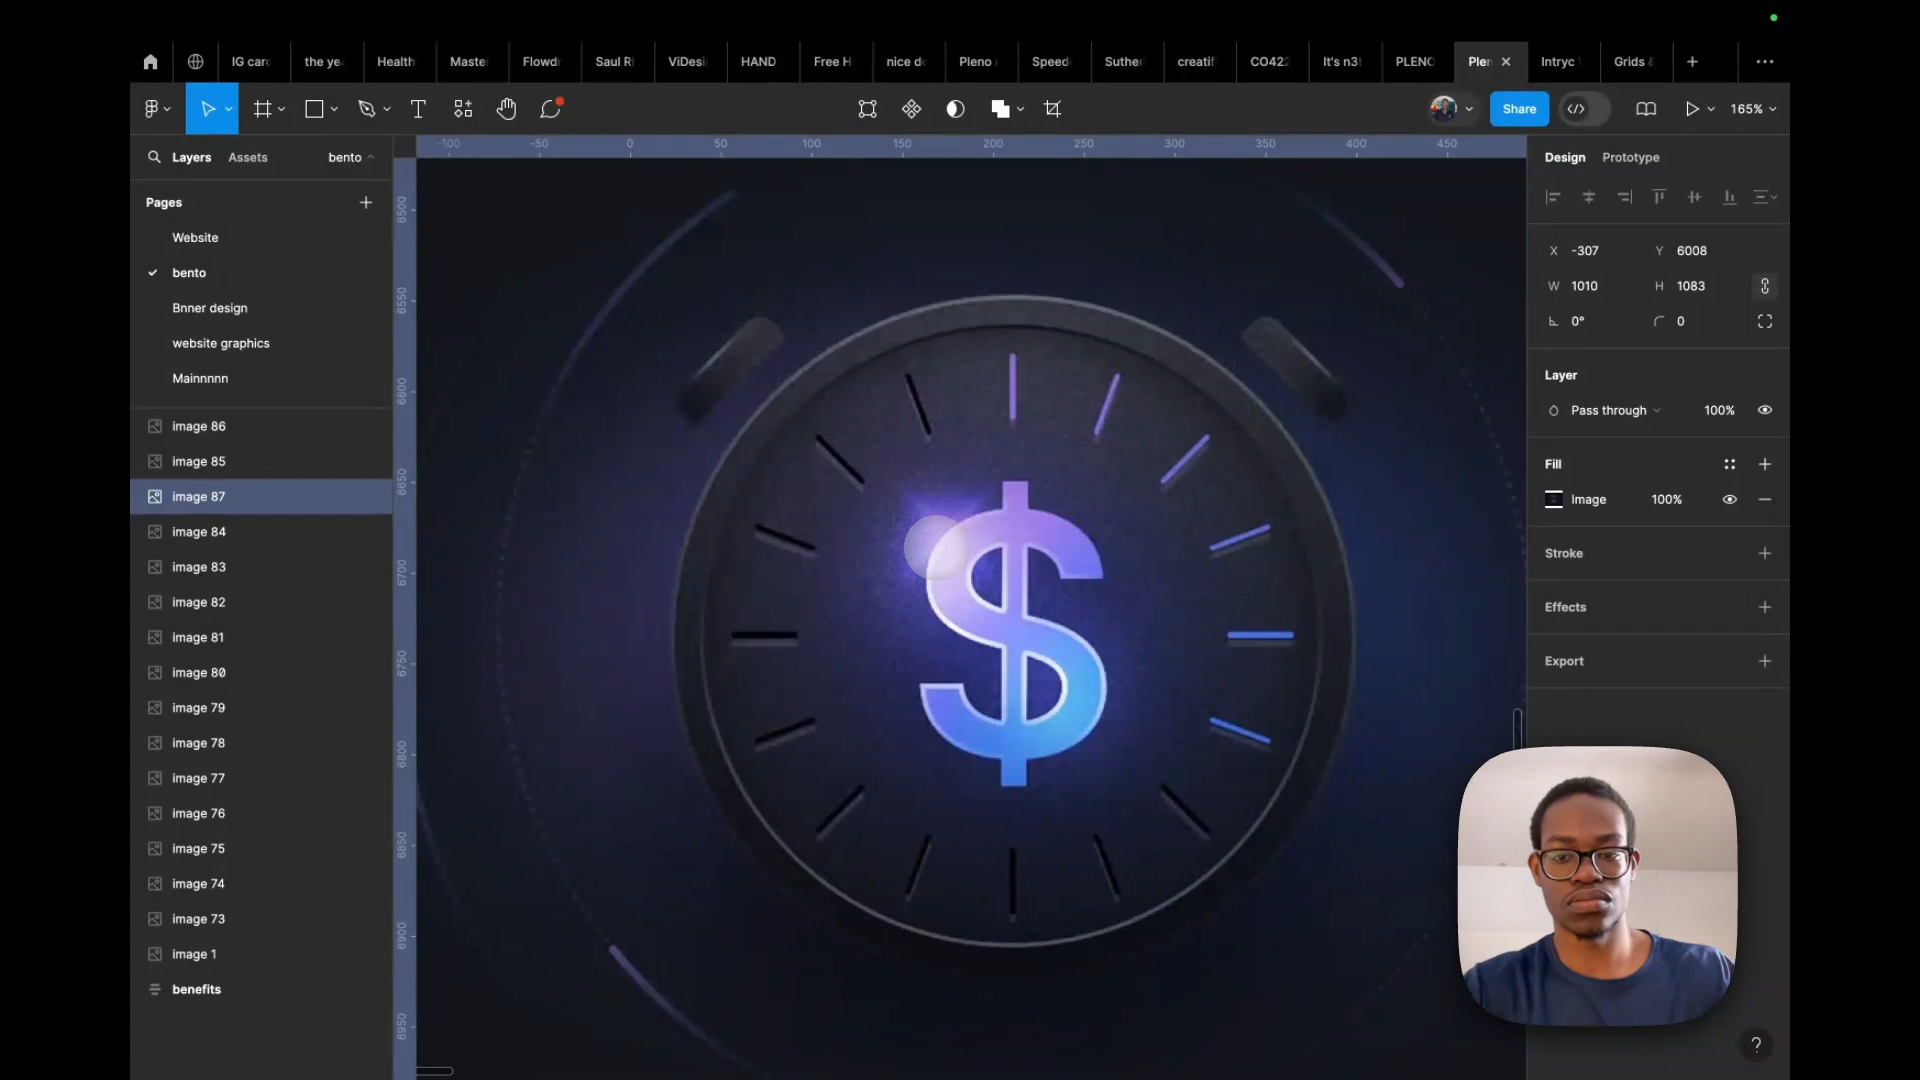 IG carc
the ye
Health
Maste
Flowdr
Saul R
ViDesi
HAND
Free H
nice d
Pleno
Speed
Suther
creatif
CO422
It's n3t
PLENO
Plen
Intryc
Grids &
Share
165%
Layers
Assets
bento
-100
-50
0
50
100
150
200
250
300
350
400
450
Design
Prototype
Pages
Website
bento
Bnner design
website graphics
Mainnnnn
image 86
image 85
image 87
image 84
image 83
image 82
image 81
image 80
image 79
image 78
image 77
image 76
image 75
image 74
image 73
image 1
benefits
6500
6550
6600
6650
6700
6750
6800
6850
6900
6950
$
X -307
Y 6008
W 1010
H 1083
0°
0
Layer
Pass through
100%
Fill
Image
100%
Stroke
Effects
Export
?